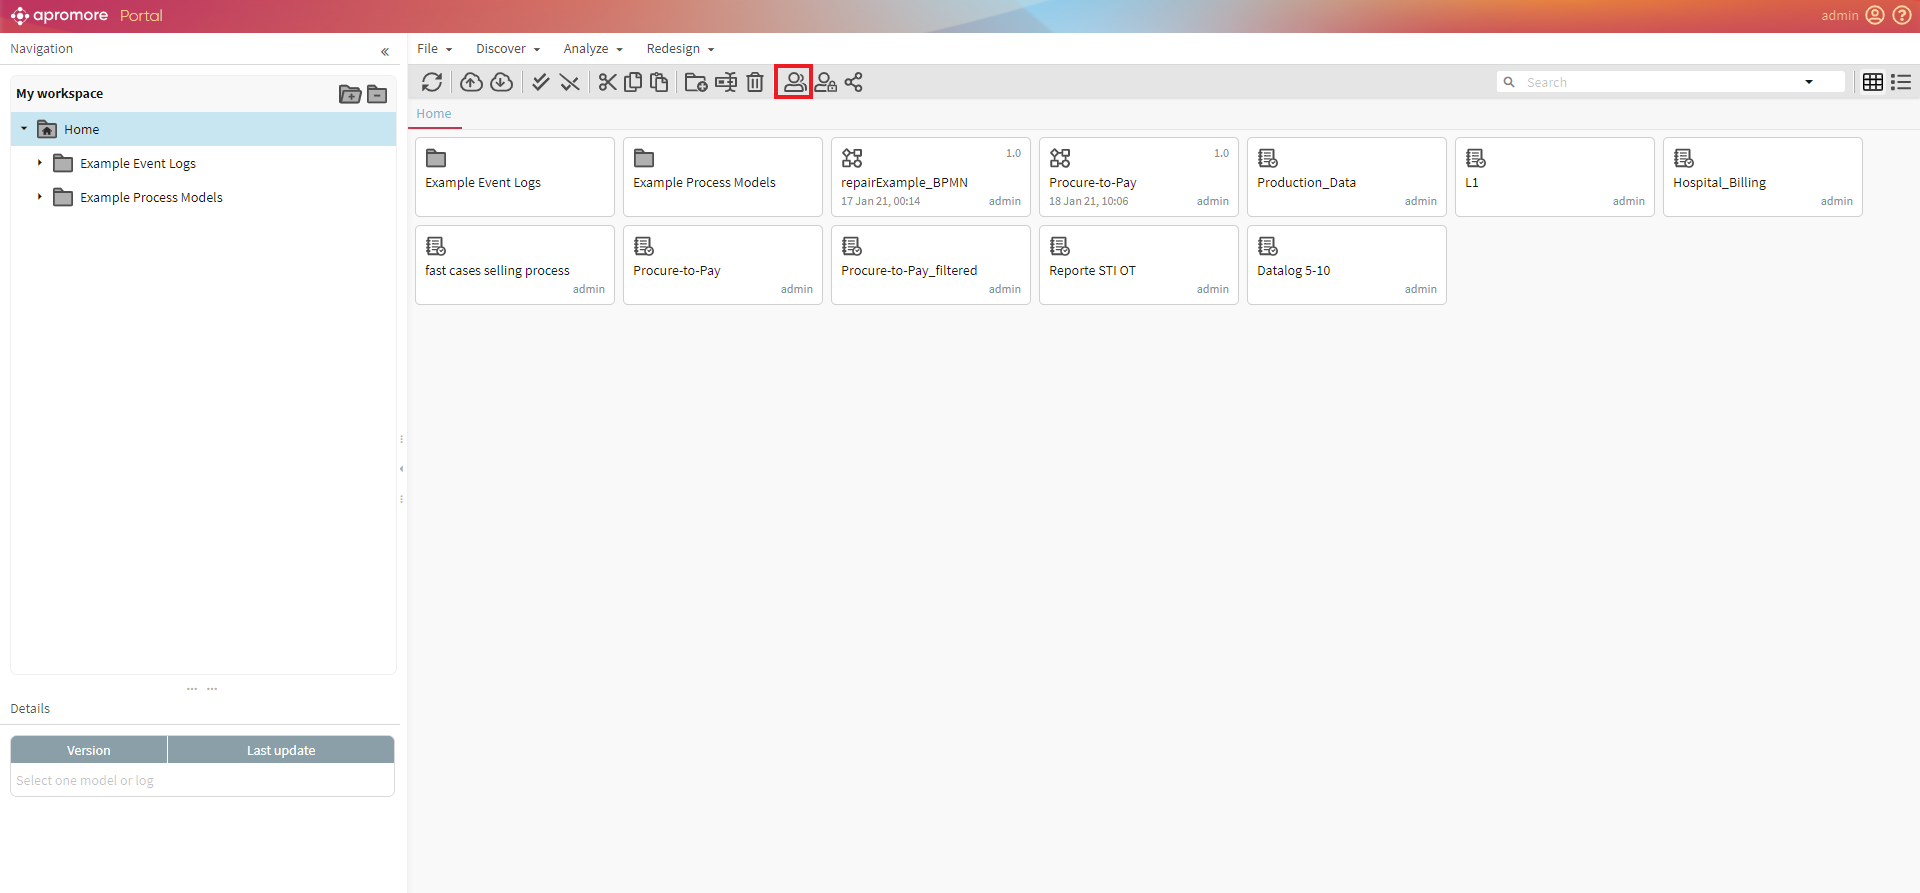 apromore Portal
admin
Navigation
File Discover Analyze Redesign
Search
My workspace
Home
Example Event Logs
Example Process Models
Home
Example Event Logs
Example Process Models
1.0
repairExample_BPMN
17 Jan 21, 00:14 admin
1.0
Procure-to-Pay
18 Jan 21, 10:06 admin
Production_Data
admin
L1
admin
Hospital_Billing
admin
fast cases selling process
admin
Procure-to-Pay
admin
Procure-to-Pay_filtered
admin
Reporte STI OT
admin
Datalog 5-10
admin
Details
Version Last update
Select one model or log